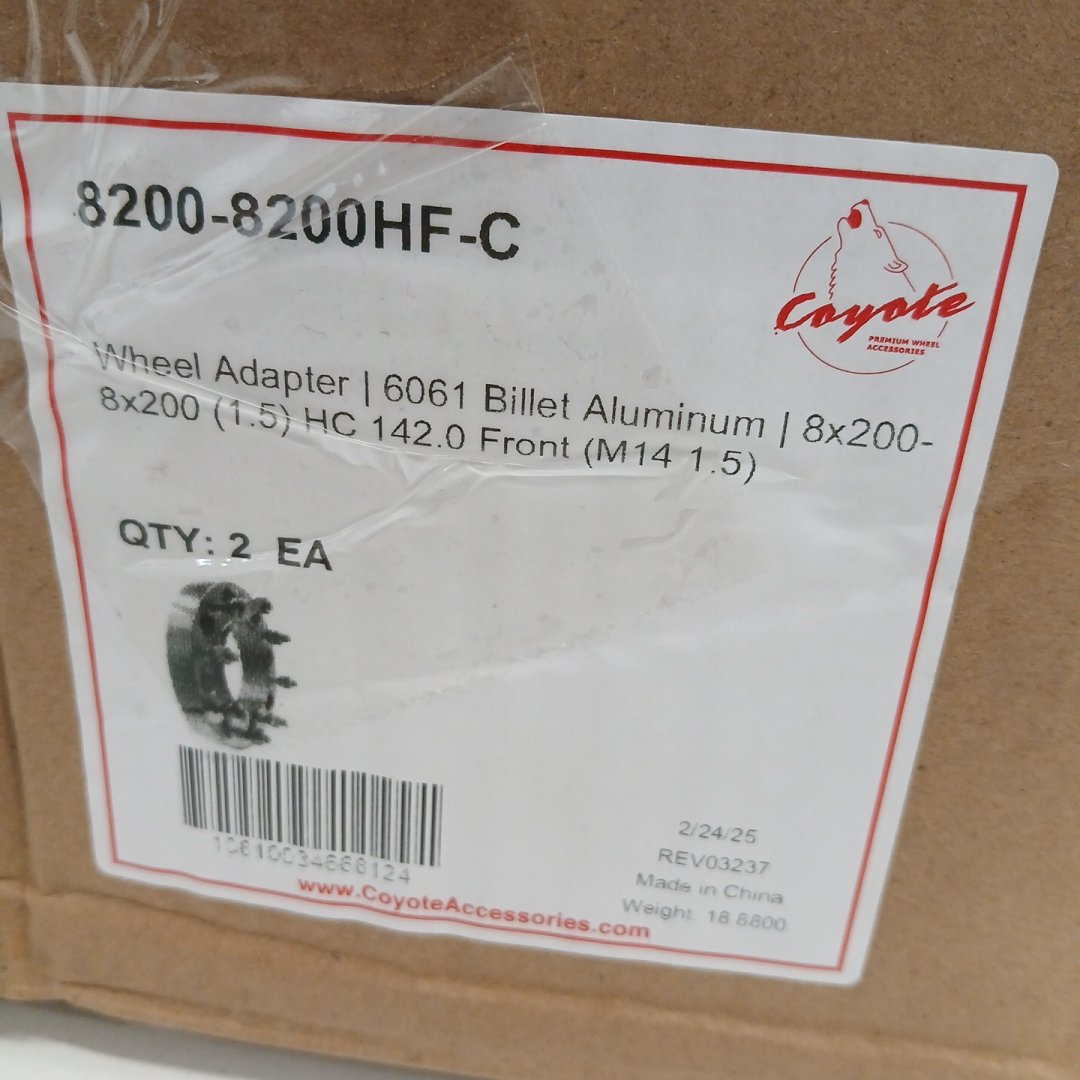 8200-8200HF-C
Coyote
PREMIUM WHEEL
ACCESSORIES
Wheel Adapter | 6061 Billet Aluminum | 8x200-
8x200 (1.5) HC 142.0 Front (M14 1.5)
QTY: 2 EA
10610034666124
2/24/25
REV03237
Made in China
Weight 18.8800
www.CoyoteAccessories.com